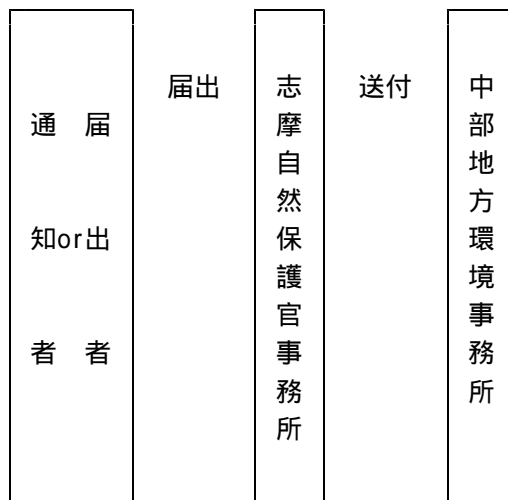 届出者
or
通知者
届出
志摩自然保護官事務所
送付
中部地方環境事務所